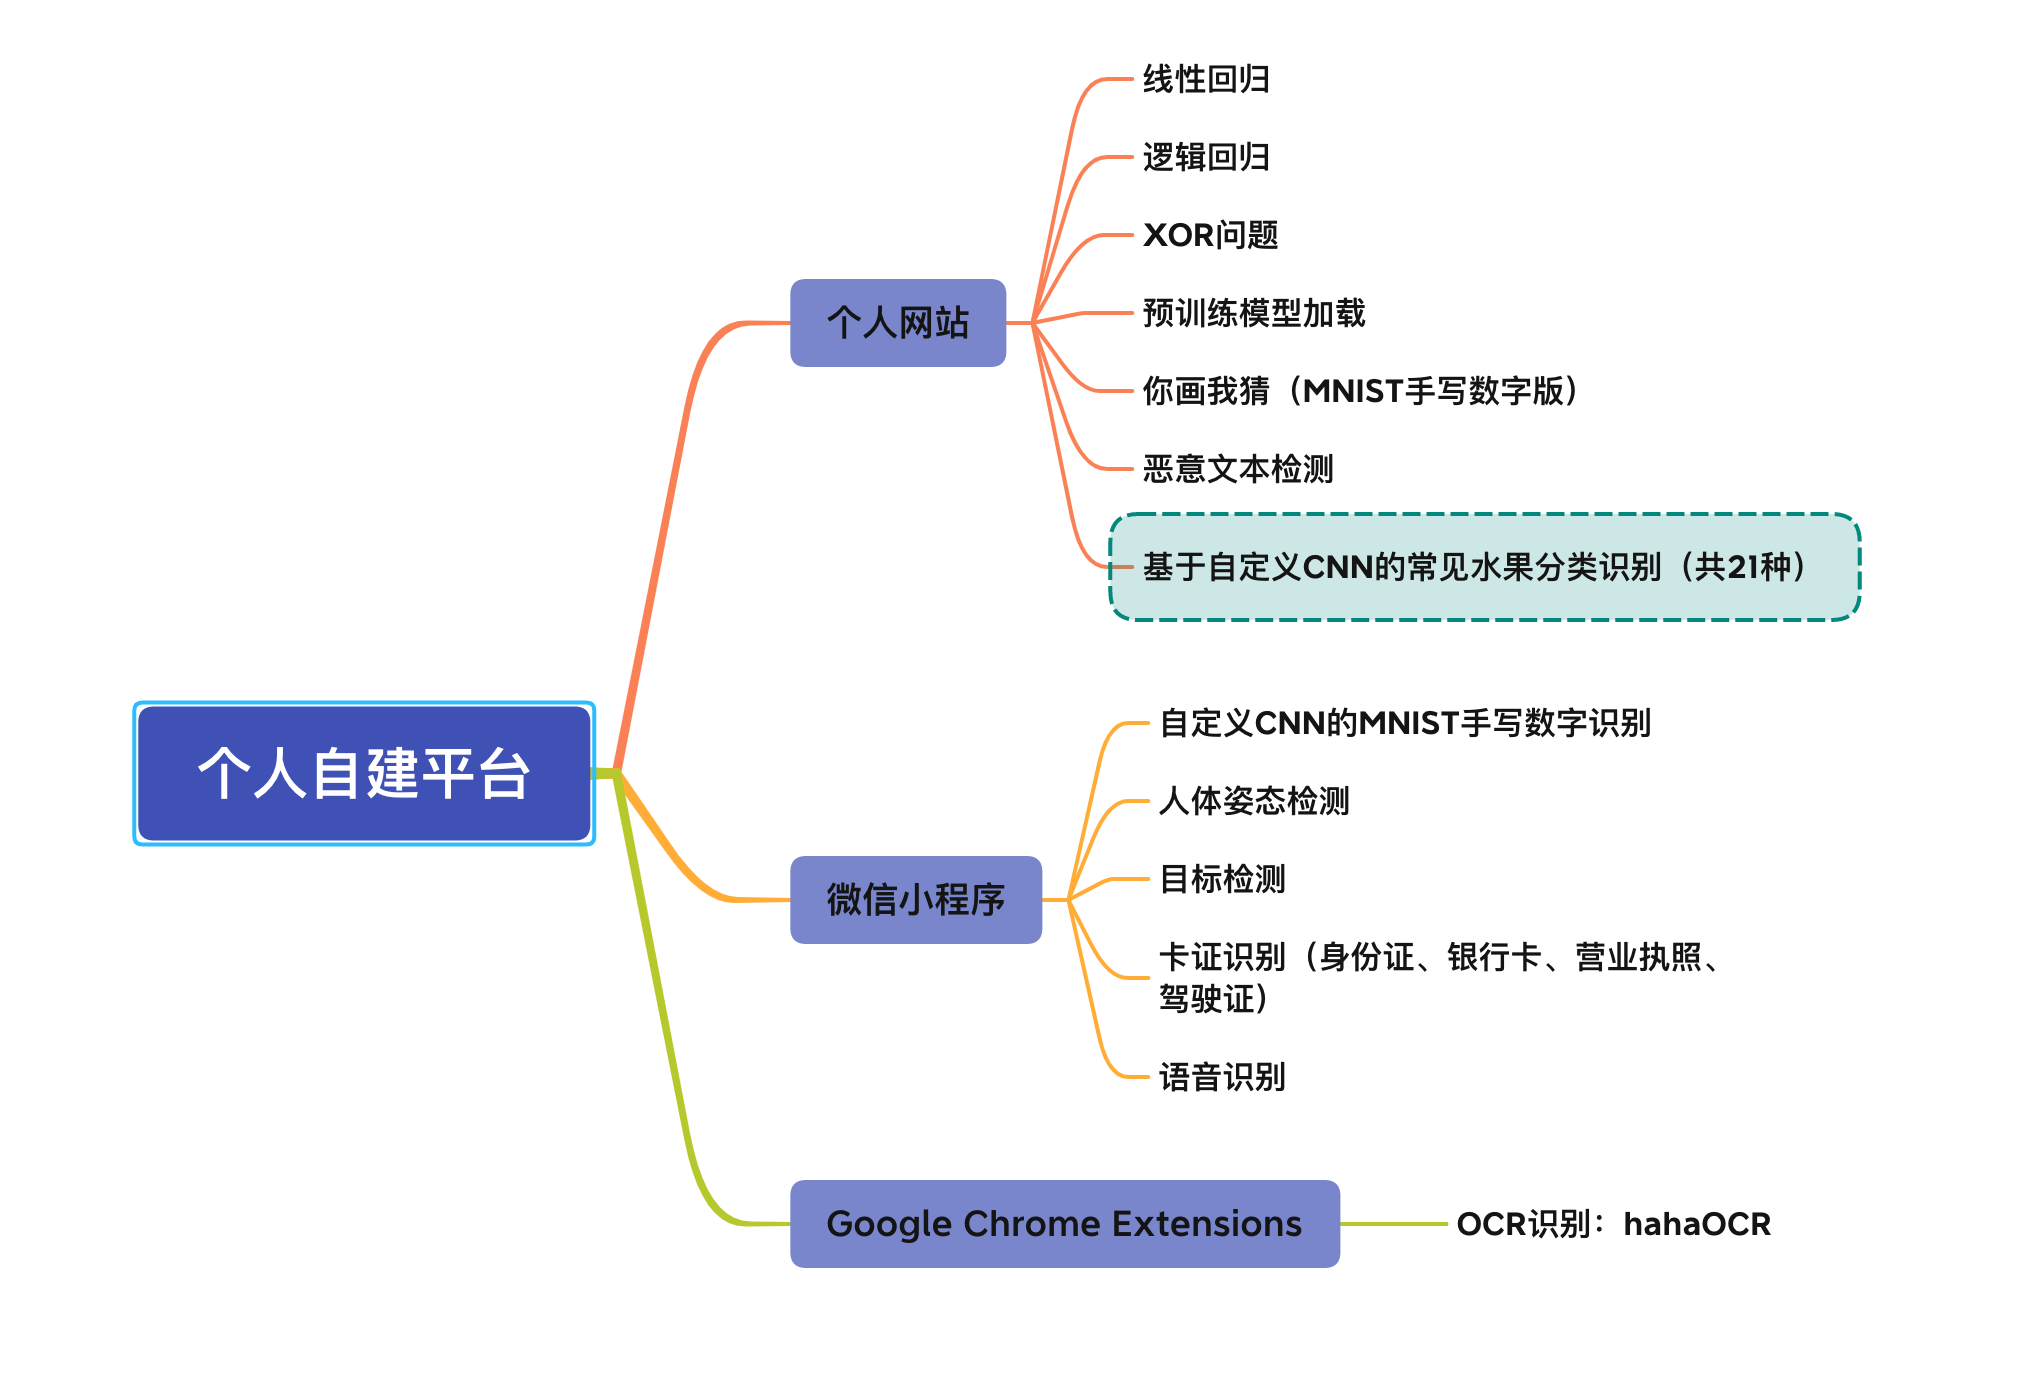 线性回归
逻辑回归
XOR问题
个人网站
预训练模型加载
你画我猜（MNIST手写数字版）
恶意文本检测
基于自定义CNN的常见水果分类识别（共21种）
个人自建平台
自定义CNN的MNIST手写数字识别
人体姿态检测
目标检测
微信小程序
卡证识别（身份证、银行卡、营业执照、
驾驶证）
语音识别
Google Chrome Extensions
OCR识别：hahaOCR